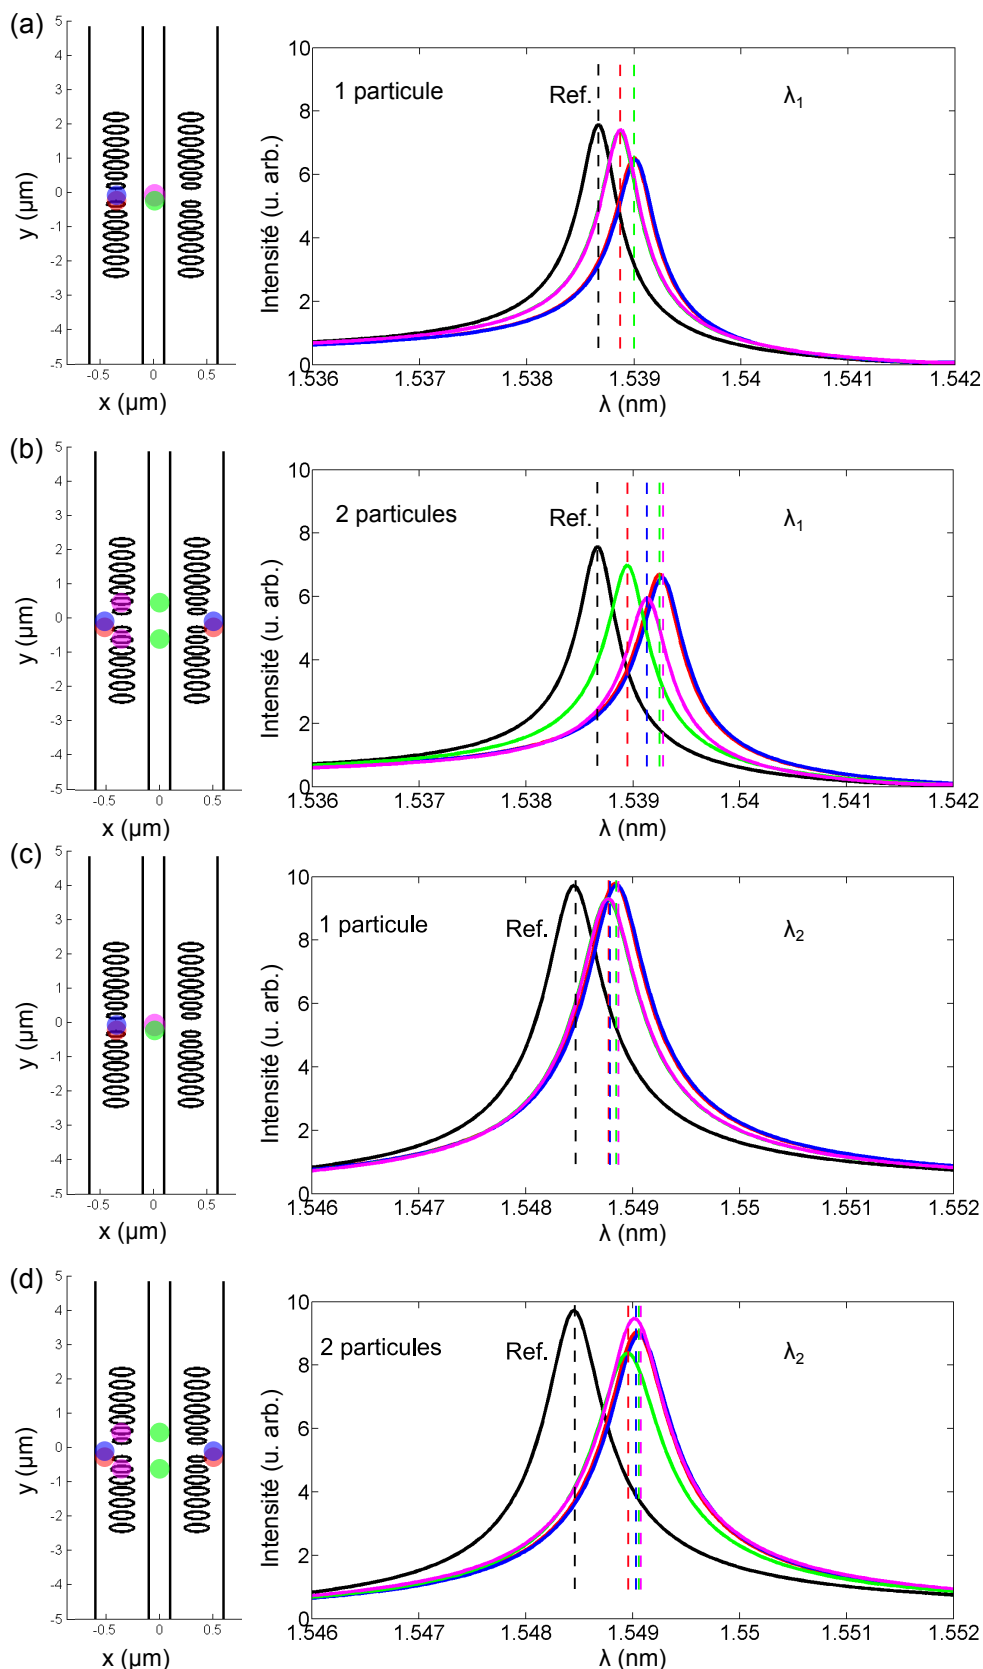 (a)
5
4
3
2
1
0
-1
-2
-3
-4
-5
y (µm)
-0.5 0 0.5
x (µm)
10
8
6
4
2
0
Intensité (u. arb.)
1 particule Ref. λ1
1.536 1.537 1.538 1.539 1.54 1.541 1.542
λ (nm)
(b)
5
4
3
2
1
0
-1
-2
-3
-4
-5
y (µm)
-0.5 0 0.5
x (µm)
10
8
6
4
2
0
Intensité (u. arb.)
2 particules Ref. λ1
1.536 1.537 1.538 1.539 1.54 1.541 1.542
λ (nm)
(c)
5
4
3
2
1
0
-1
-2
-3
-4
-5
y (µm)
-0.5 0 0.5
x (µm)
10
8
6
4
2
0
Intensité (u. arb.)
1 particule Ref. λ2
1.546 1.547 1.548 1.549 1.55 1.551 1.552
λ (nm)
(d)
5
4
3
2
1
0
-1
-2
-3
-4
-5
y (µm)
-0.5 0 0.5
x (µm)
10
8
6
4
2
0
Intensité (u. arb.)
2 particules Ref. λ2
1.546 1.547 1.548 1.549 1.55 1.551 1.552
λ (nm)